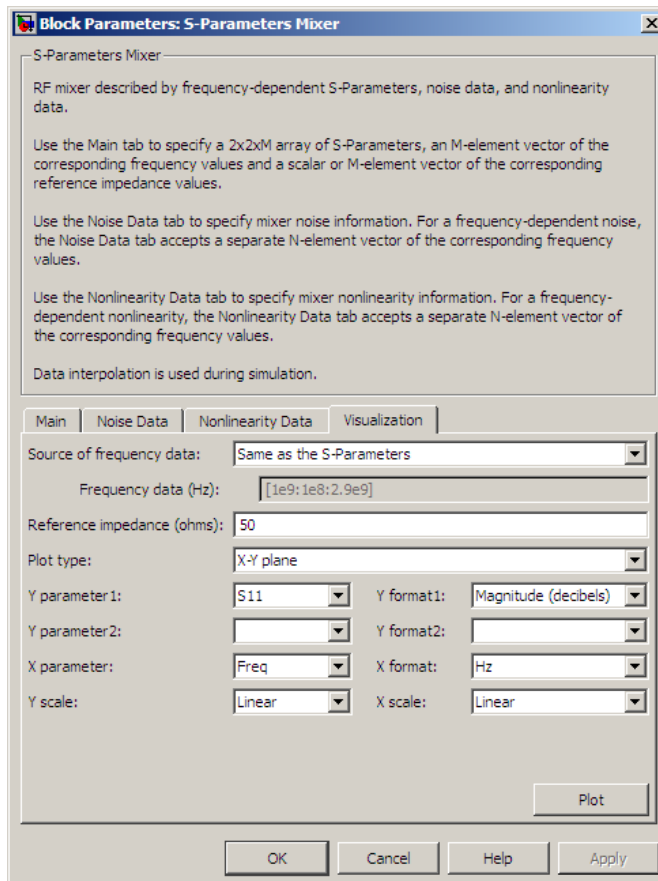 Block Parameters: S-Parameters Mixer
S-Parameters Mixer
RF mixer described by frequency-dependent S-Parameters, noise data, and nonlinearity
data.
Use the Main tab to specify a 2x2xM array of S-Parameters, an M-element vector of the
corresponding frequency values and a scalar or M-element vector of the corresponding
reference impedance values.
Use the Noise Data tab to specify mixer noise information. For a frequency-dependent noise,
the Noise Data tab accepts a separate N-element vector of the corresponding frequency
values.
Use the Nonlinearity Data tab to specify mixer nonlinearity information. For a frequency-
dependent nonlinearity, the Nonlinearity Data tab accepts a separate N-element vector of
the corresponding frequency values.
Data interpolation is used during simulation.
Main Noise Data Nonlinearity Data Visualization
Source of frequency data: Same as the S-Parameters
Frequency data (Hz): [1e9:1e8:2.9e9]
Reference impedance (ohms): 50
Plot type: X-Y plane
Y parameter1: S11 Y format1: Magnitude (decibels)
Y parameter2: Y format2:
X parameter: Freq X format: Hz
Y scale: Linear X scale: Linear
Plot
OK Cancel Help Apply